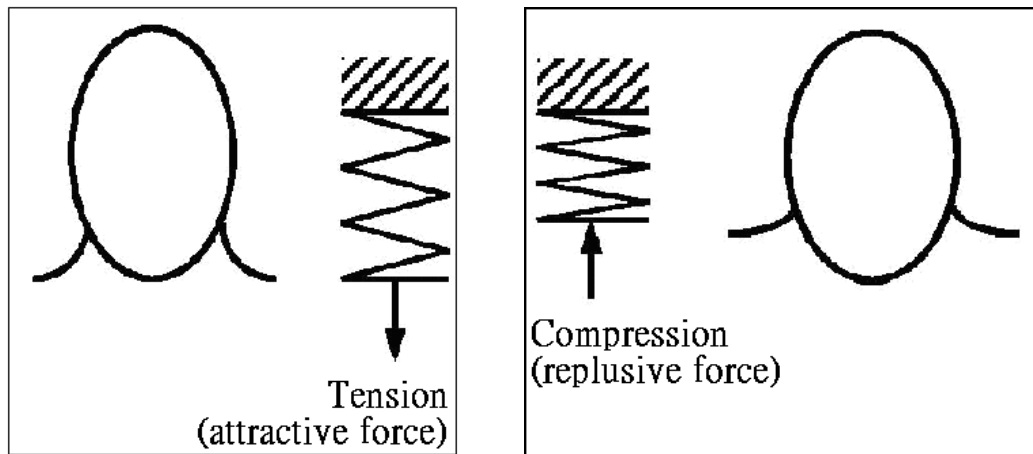 Tension
(attractive force)
Compression
(replusive force)